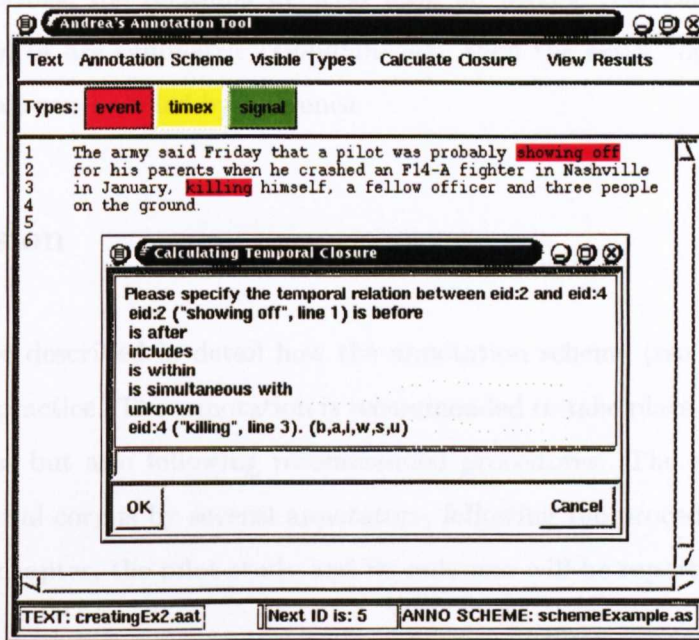 Andrea's Annotation Tool
Text Annotation Scheme Visible Types Calculate Closure View Results
Types: event timex signal
1 The army said Friday that a pilot was probably showing off
2 for his parents when he crashed an F14-A fighter in Nashville
3 in January, killing himself, a fellow officer and three people
4 on the ground.
5
6
Calculating Temporal Closure
Please specify the temporal relation between eid:2 and eid:4
eid:2 ("showing off", line 1) is before
is after
includes
is within
is simultaneous with
unknown
eid:4 ("killing", line 3). (b,a,i,w,s,u)
OK Cancel
TEXT: creatingEx2.aat Next ID is: 5 ANNO SCHEME: schemeExample.as